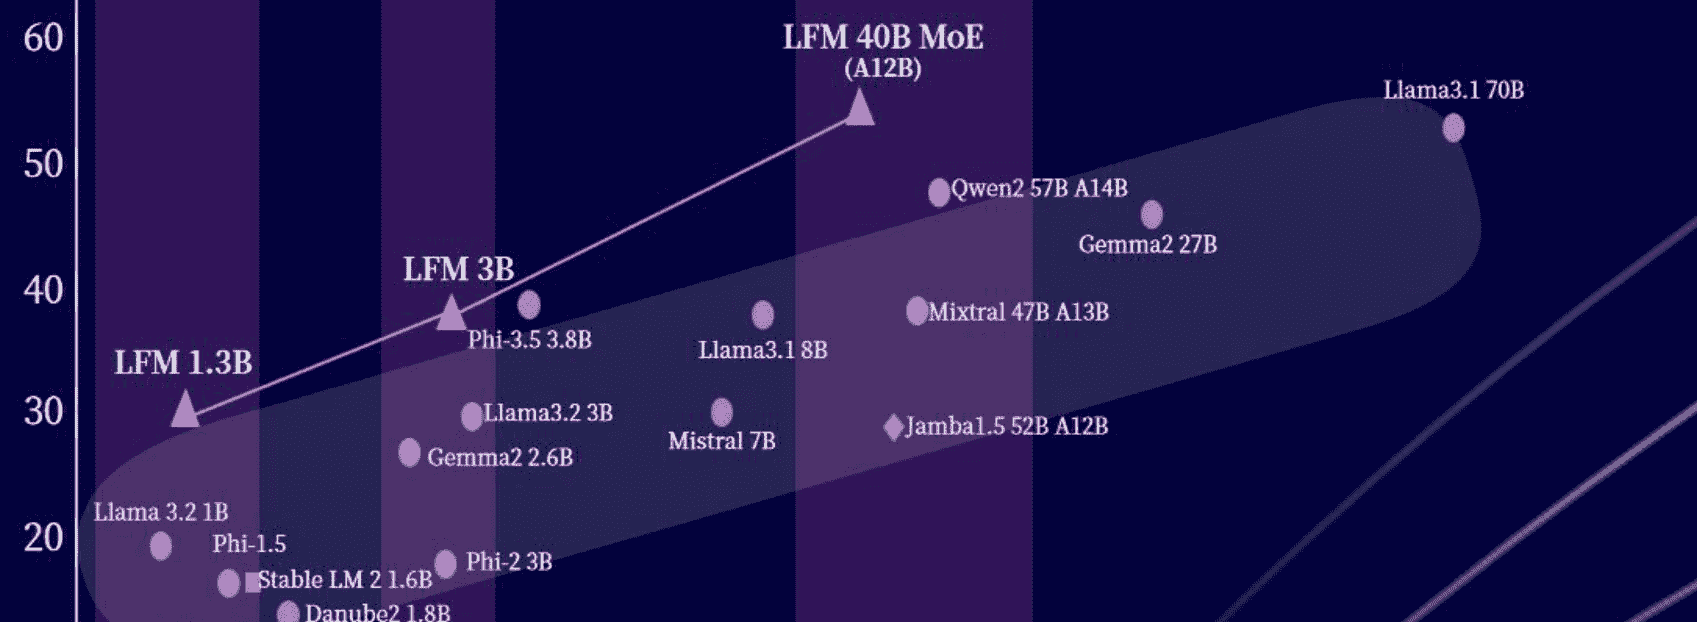 60
LFM 40B MoE
(A12B)
Llama3.1 70B
50
Qwen2 57B A14B
Gemma2 27B
40
LFM 3B
Mixtral 47B A13B
Phi-3.5 3.8B
Llama3.1 8B
LFM 1.3B
30
Llama3.2 3B
Jamba1.5 52B A12B
Mistral 7B
Gemma2 2.6B
Llama 3.2 1B
20
Phi-1.5
Phi-2 3B
Stable LM 2 1.6B
Danube2 1.8B